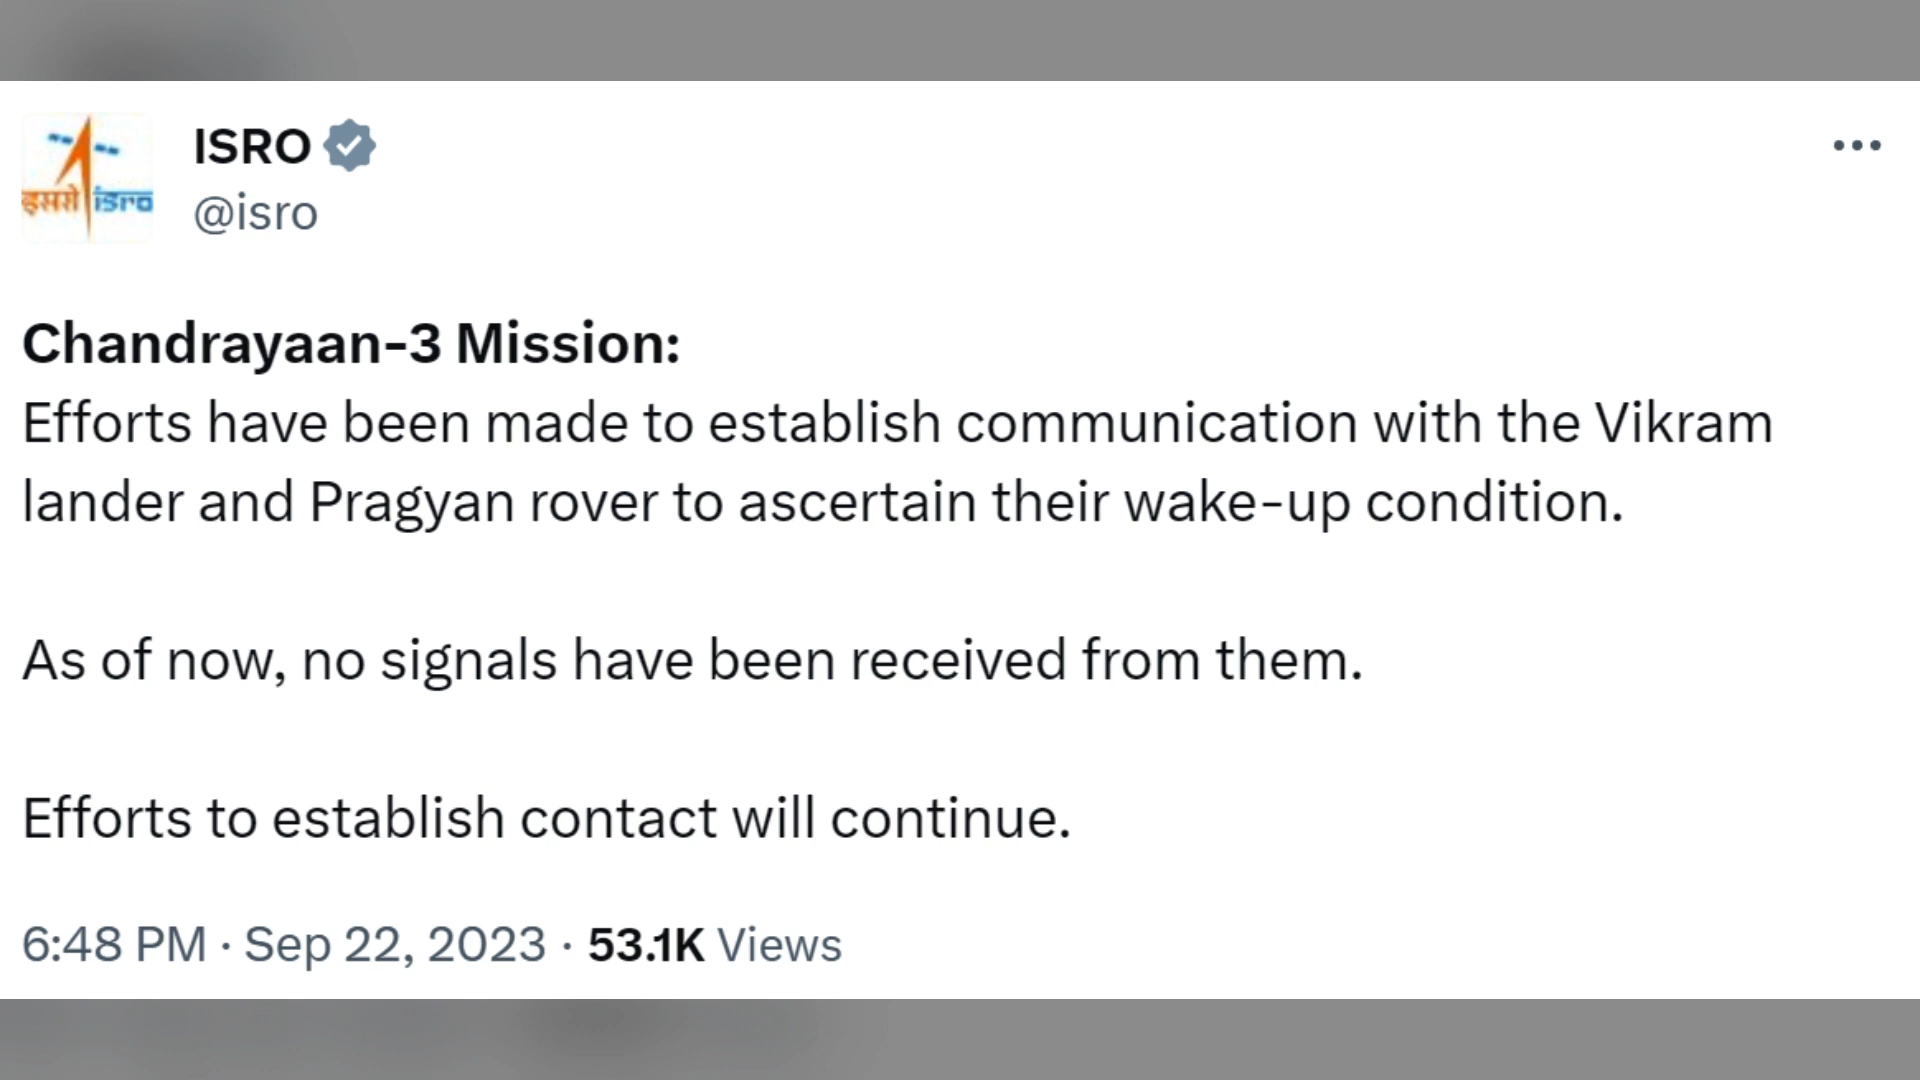 इसरो isro
ISRO
@isro
Chandrayaan-3 Mission:
Efforts have been made to establish communication with the Vikram
lander and Pragyan rover to ascertain their wake-up condition.
As of now, no signals have been received from them.
Efforts to establish contact will continue.
6:48 PM · Sep 22, 2023 · 53.1K Views